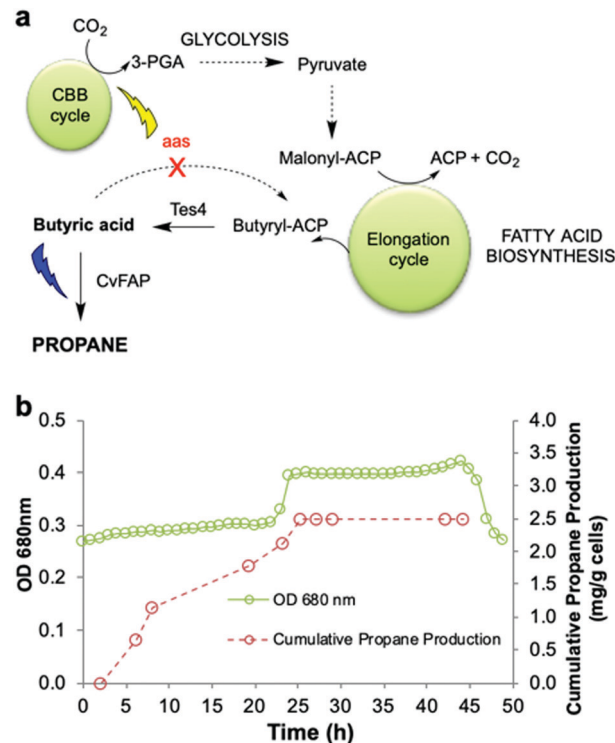 a
CO2
GLYCOLYSIS
3-PGA
Pyruvate
CBB
cycle
aas
X
Malonyl-ACP
ACP + CO2
Tes4
Butyric acid
Butyryl-ACP
Elongation
cycle
FATTY ACID
BIOSYNTHESIS
CvFAP
PROPANE
b
0.5
0.4
0.3
0.2
0.1
0.0
OD 680nm
4.0
3.5
3.0
2.5
2.0
1.5
1.0
0.5
0.0
Cumulative Propane Production
(mg/g cells)
OD 680 nm
Cumulative Propane Production
0 5 10 15 20 25 30 35 40 45 50
Time (h)